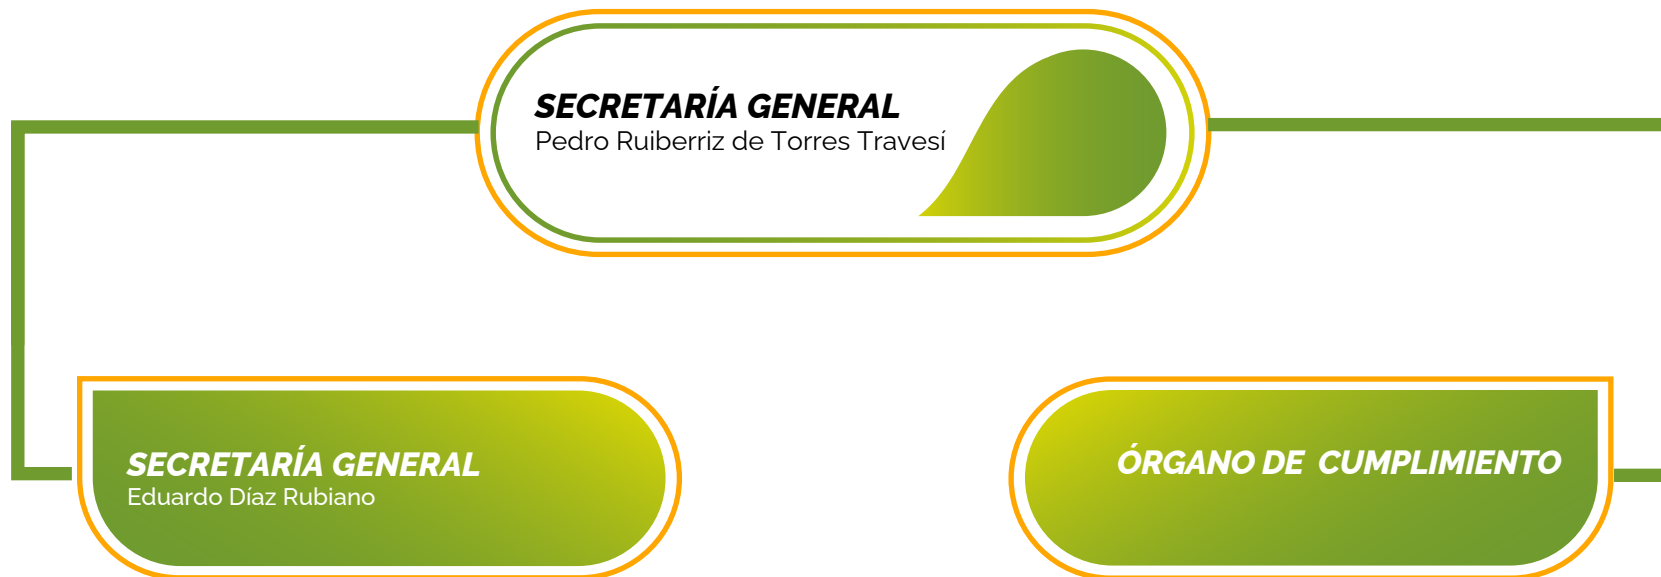 SECRETARÍA GENERAL
Pedro Ruiberriz de Torres Travesí
SECRETARÍA GENERAL
Eduardo Díaz Rubiano
ÓRGANO DE CUMPLIMIENTO